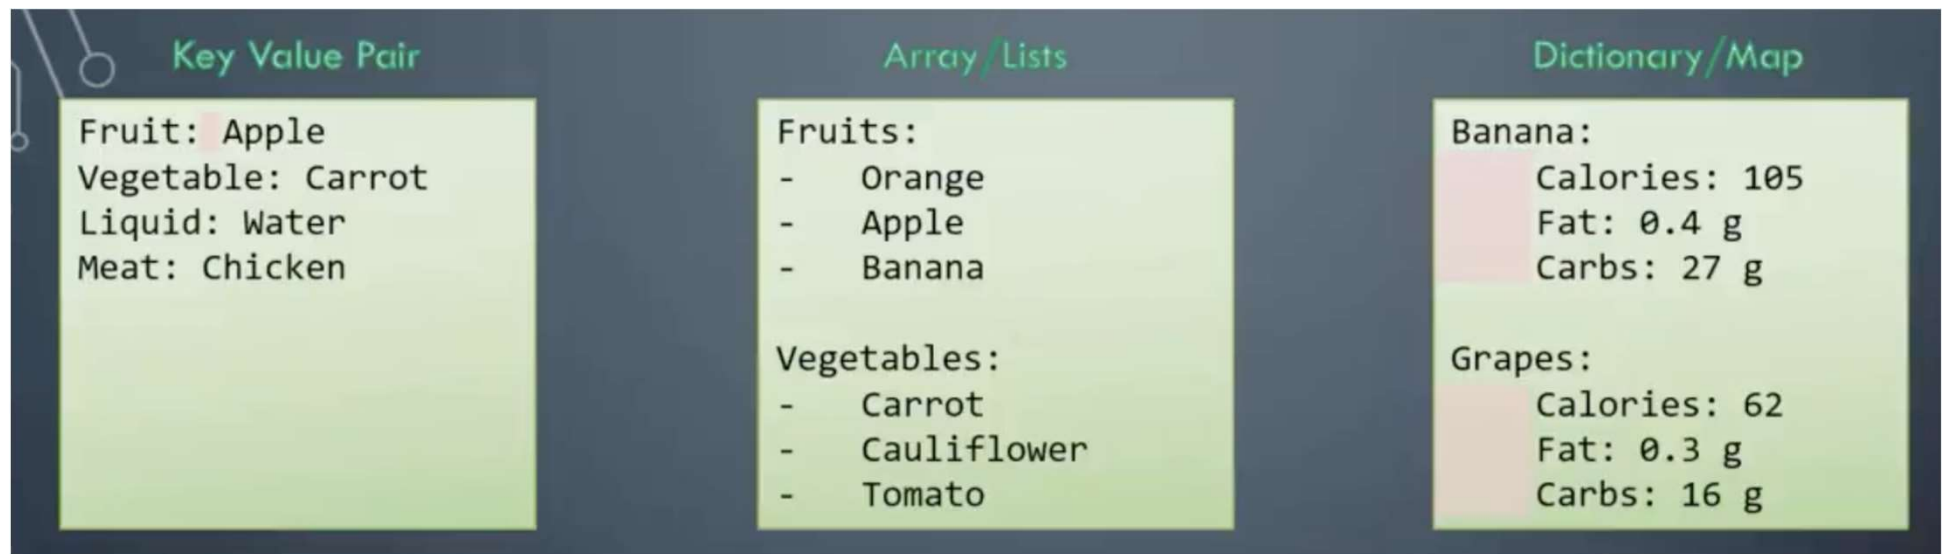 Key Value Pair
Fruit: Apple
Vegetable: Carrot
Liquid: Water
Meat: Chicken
Array/Lists
Fruits:
- Orange
- Apple
- Banana
Vegetables:
- Carrot
- Cauliflower
- Tomato
Dictionary/Map
Banana:
Calories: 105
Fat: 0.4 g
Carbs: 27 g
Grapes:
Calories: 62
Fat: 0.3 g
Carbs: 16 g